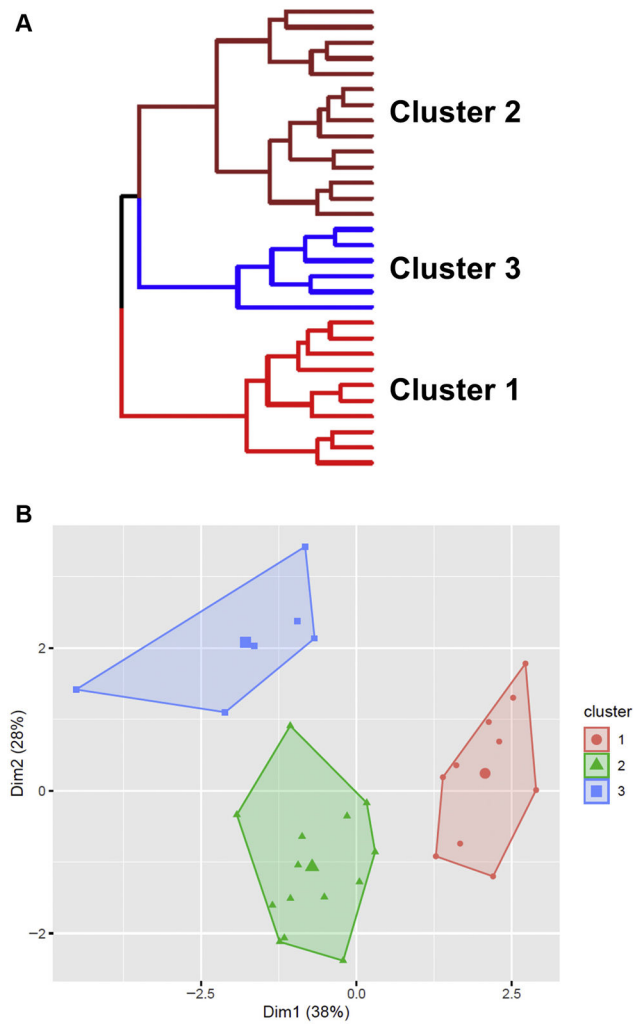 A
Cluster 2
Cluster 3
Cluster 1
B
2
0
−2
−2.5
0.0
2.5
Dim1 (38%)
Dim2 (28%)
cluster
1
2
3